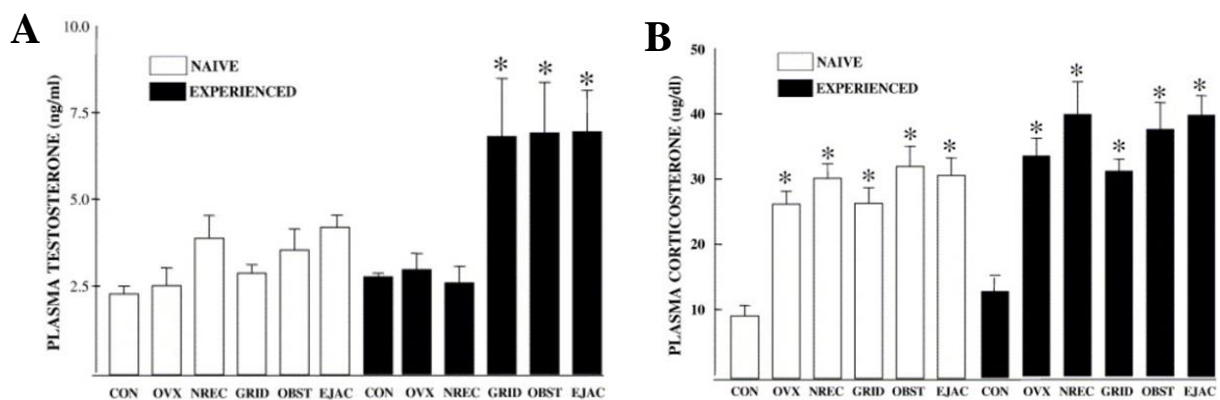 A
PLASMA TESTOSTERONE (ng/ml)
10.0
7.5
5.0
2.5
NAIVE
EXPERIENCED
* * *
CON OVX NREC GRID OBST EJAC CON OVX NREC GRID OBST EJAC
B
PLASMA CORTICOSTERONE (ug/dl)
50
40
30
20
10
NAIVE
EXPERIENCED
* * * * * * * * * *
CON OVX NREC GRID OBST EJAC CON OVX NREC GRID OBST EJAC